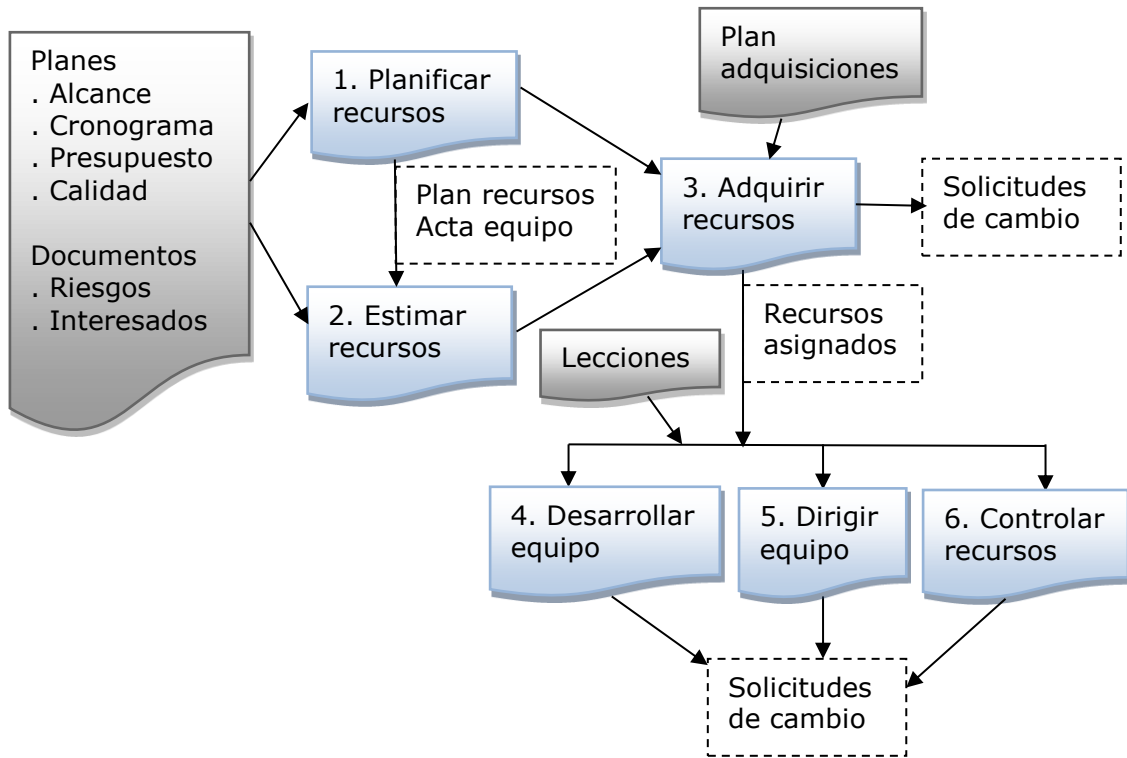 Planes
. Alcance
. Cronograma
. Presupuesto
. Calidad
Documentos
. Riesgos
. Interesados
1. Planificar
recursos
Plan recursos
Acta equipo
2. Estimar
recursos
Plan
adquisiciones
3. Adquirir
recursos
Solicitudes
de cambio
Recursos
asignados
Lecciones
4. Desarrollar
equipo
5. Dirigir
equipo
6. Controlar
recursos
Solicitudes
de cambio